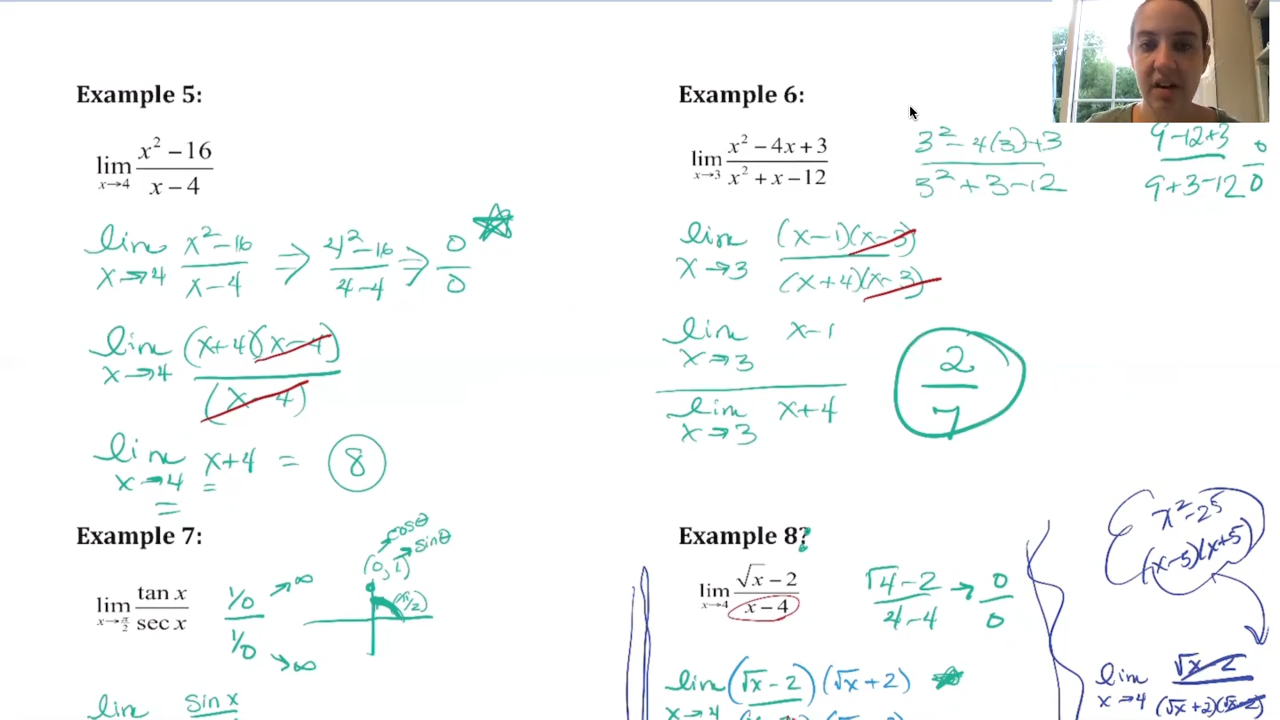 Example 5:
lim x→4 x² − 16 / x − 4
lim x→4 x²−16 / x−4 ⇒ 4²−16 / 4−4 ⇒ 0/0
lim x→4 (x+4)(x−4) / (x−4)
lim x→4 x+4 = 8
Example 6:
lim x→3 x² − 4x + 3 / x² + x − 12
3²−4(3)+3 / 3²+3−12
9−12+3 / 9+3−12
0/0
lim x→3 (x−1)(x−3) / (x+4)(x−3)
lim x→3 x−1
lim x→3 x+4
2/7
Example 7:
lim x→π/2 tan x / sec x
1/0 → ∞
1/0 → ∞
cosθ
sinθ
(0,1)
(π/2)
lim sin x
Example 8?
lim x→4 √x − 2 / x − 4
√4−2 / 4−4 → 0/0
lim x→4 (√x−2)(√x+2)
x²−25
(x−5)(x+5)
lim x→4 √x−2 / (√x+2)(√x−2)